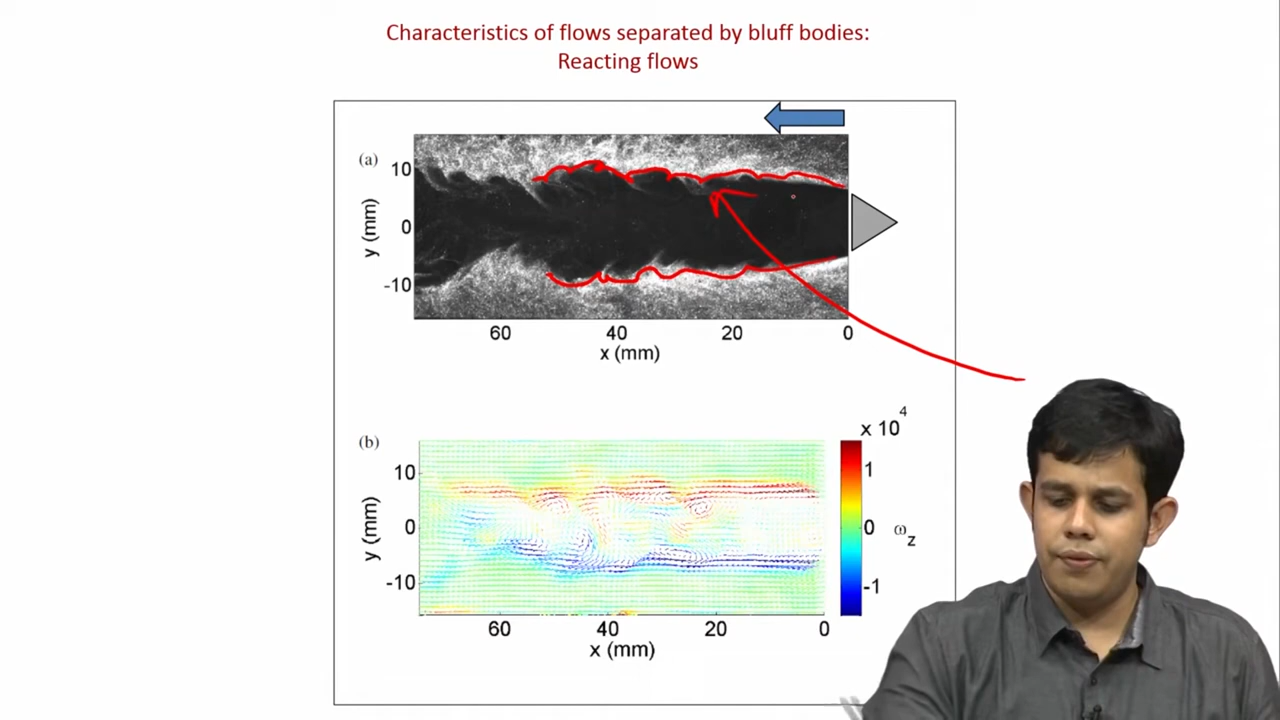 Characteristics of flows separated by bluff bodies:
Reacting flows
(a)
10
0
-10
y (mm)
60 40 20 0
x (mm)
(b)
10
0
-10
y (mm)
60 40 20 0
x (mm)
x 10^4
1
0
-1
ω_z